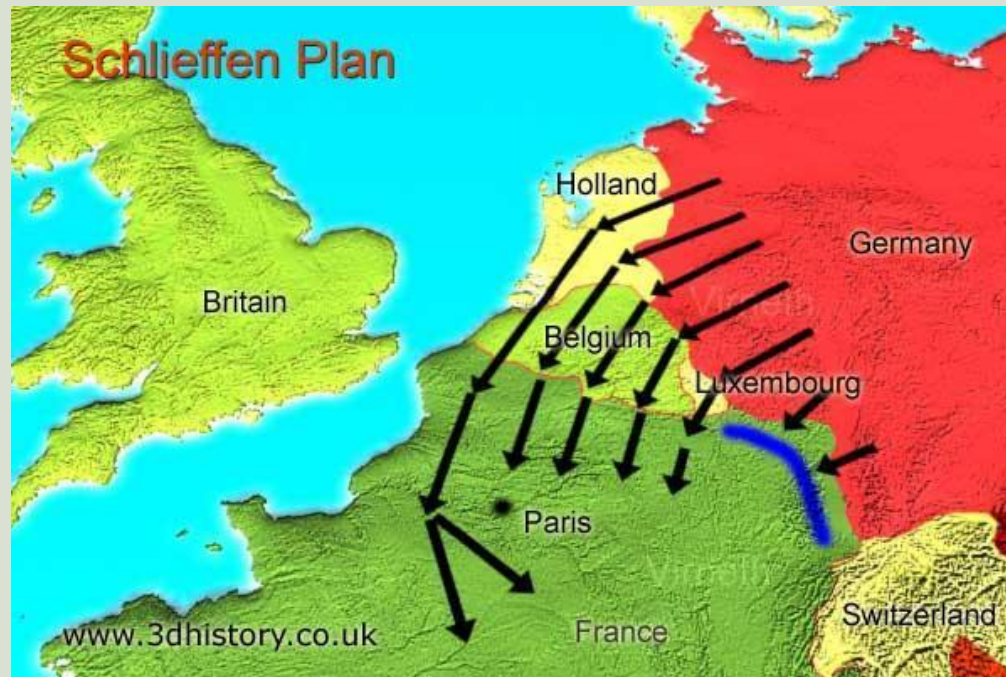 Schlieffen Plan
Holland
Germany
Britain
Belgium
Luxembourg
Paris
Switzerland
France
www.3dhistory.co.uk